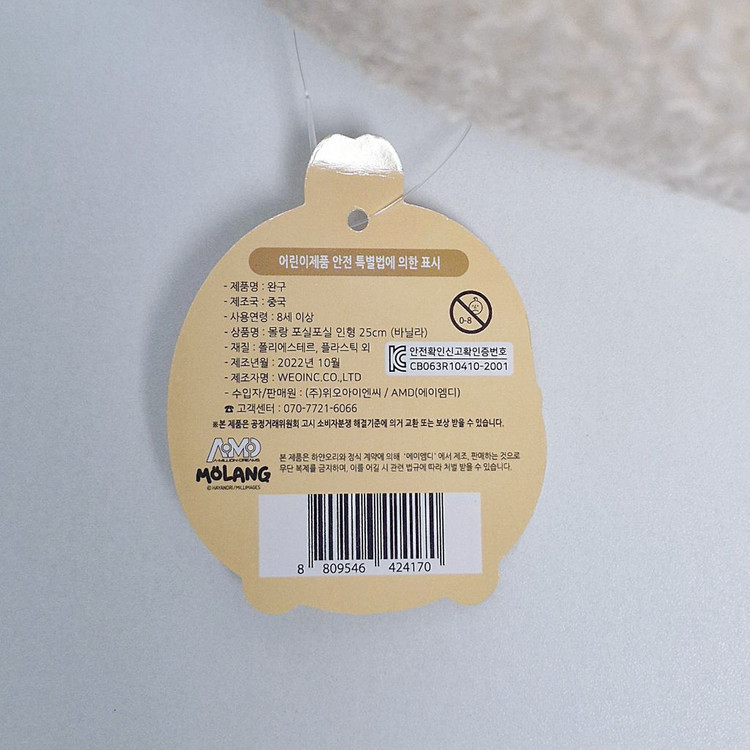 어린이제품 안전 특별법에 의한 표시
- 제품명 : 완구
- 제조국 : 중국
- 사용연령 : 8세 이상
0-8
- 상품명 : 몰랑 포실포실 인형 25cm (바닐라)
- 재질 : 폴리에스테르, 플라스틱 외
안전확인신고확인증번호
CB063R10410-2001
- 제조년월 : 2022년 10월
- 제조자명 : WEOINC.CO.,LTD
- 수입자/판매원 : (주)위오아이엔씨 / AMD(에이엠디)
☎ 고객센터 : 070-7721-6066
※본 제품은 공정거래위원회 고시 소비자분쟁 해결기준에 의거 교환 또는 보상 받을 수 있습니다.
AMD
A MILLION DREAMS
MOLANG
© HAYANORI/MILLIMAGES
본 제품은 하얀오리와 정식 계약에 의해 '에이엠디' 에서 제조, 판매하는 것으로
무단 복제를 금지하며, 이를 어길 시 관련 법규에 따라 처벌 받을 수 있습니다.
8 809546 424170